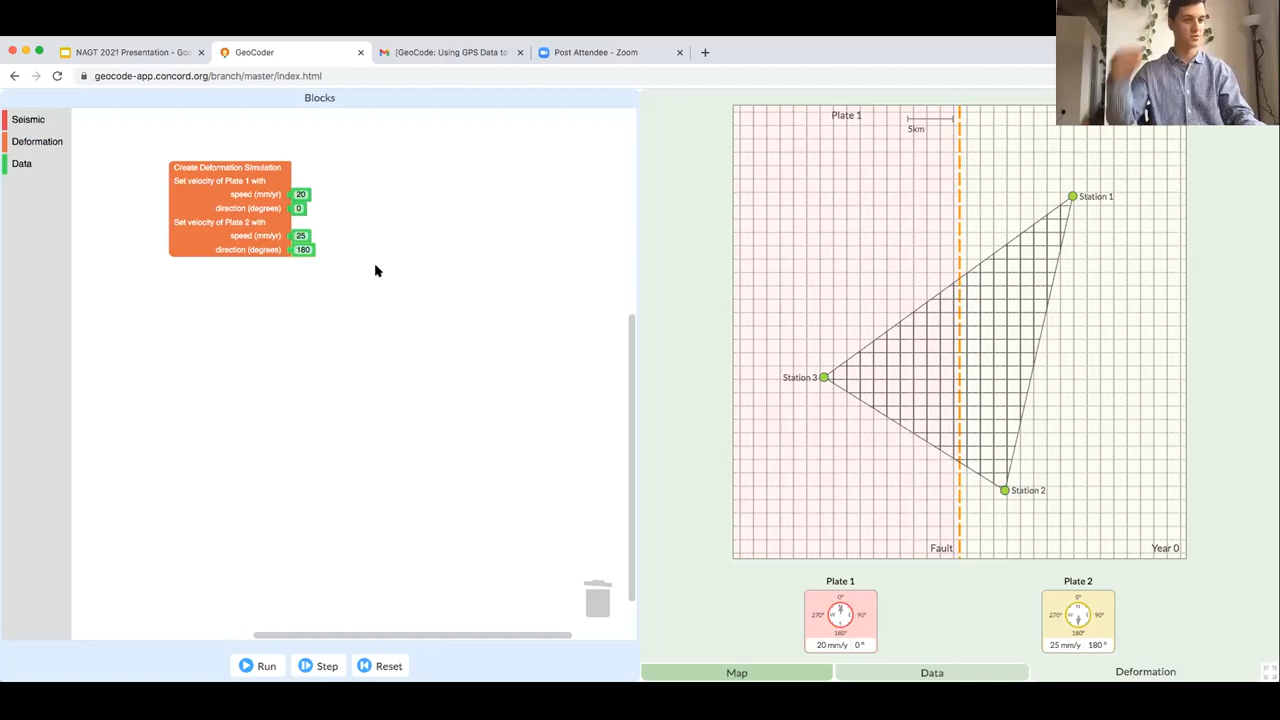 NAGT 2021 Presentation - Goo
GeoCoder
[GeoCode: Using GPS Data to
Post Attendee - Zoom
geocode-app.concord.org/branch/master/index.html
Blocks
Seismic
Deformation
Data
Create Deformation Simulation
Set velocity of Plate 1 with
speed (mm/yr) 20
direction (degrees) 0
Set velocity of Plate 2 with
speed (mm/yr) 25
direction (degrees) 180
Run
Step
Reset
Plate 1
5km
Station 1
Station 3
Station 2
Fault
Year 0
Plate 1
0°
270° N W E S 90°
180°
20 mm/y 0°
Plate 2
0°
270° N W E 90°
180°
25 mm/y 180°
Map
Data
Deformation